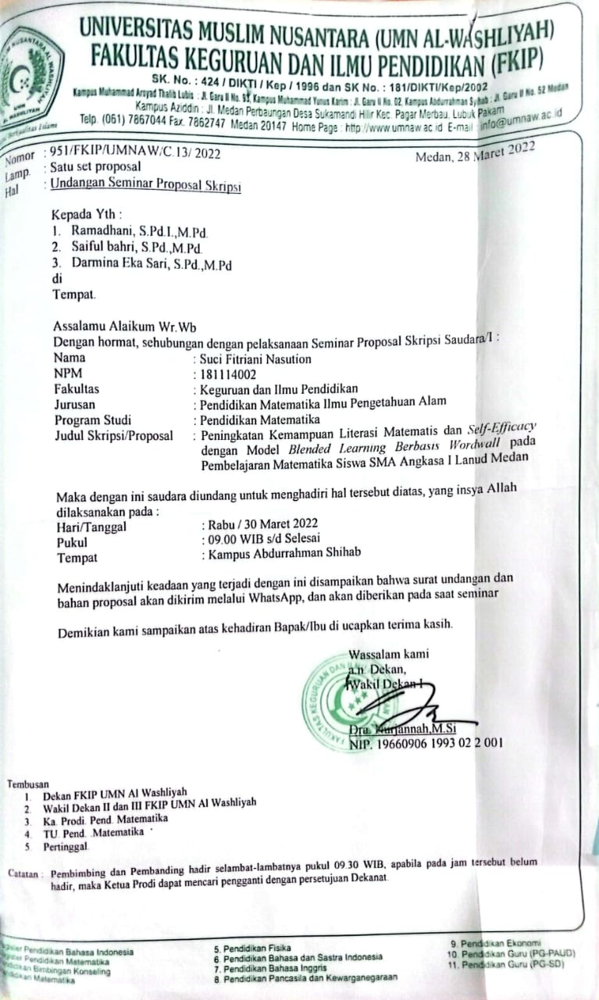 UNIVERSITAS MUSLIM NUSANTARA (UMN AL-WASHLIYAH)
FAKULTAS KEGURUAN DAN ILMU PENDIDIKAN (FKIP)
SK. No. : 424 / DIKTI / Kep / 1996 dan SK No. : 181/DIKTI/Kep/2002
Kampus Muhammad Arsyad Thalib Lubis : Jl. Garu II No. 93, Kampus Muhammad Yunus Karim : Jl. Garu II No. 02, Kampus Abdurrahman Syihab : Jl. Garu II No. 52 Medan
Kampus Aziddin : Jl. Medan Perbaungan Desa Sukamandi Hilir Kec. Pagar Merbau, Lubuk Pakam
Telp. (061) 7867044 Fax. 7862747 Medan 20147 Home Page : http://www.umnaw.ac.id E-mail : info@umnaw.ac.id
Nomor : 951/FKIP/UMNAW/C.13/ 2022
Medan, 28 Maret 2022
Lamp. : Satu set proposal
Hal : Undangan Seminar Proposal Skripsi
Kepada Yth :
1. Ramadhani, S.Pd.I.,M.Pd.
2. Saiful bahri, S.Pd.,M.Pd.
3. Darmina Eka Sari, S.Pd.,M.Pd
di
Tempat.
Assalamu Alaikum Wr.Wb
Dengan hormat, sehubungan dengan pelaksanaan Seminar Proposal Skripsi Saudara/I :
Nama : Suci Fitriani Nasution
NPM : 181114002
Fakultas : Keguruan dan Ilmu Pendidikan
Jurusan : Pendidikan Matematika Ilmu Pengetahuan Alam
Program Studi : Pendidikan Matematika
Judul Skripsi/Proposal : Peningkatan Kemampuan Literasi Matematis dan Self-Efficacy
dengan Model Blended Learning Berbasis Wordwall pada
Pembelajaran Matematika Siswa SMA Angkasa I Lanud Medan
Maka dengan ini saudara diundang untuk menghadiri hal tersebut diatas, yang insya Allah
dilaksanakan pada :
Hari/Tanggal : Rabu / 30 Maret 2022
Pukul : 09.00 WIB s/d Selesai
Tempat : Kampus Abdurrahman Shihab
Menindaklanjuti keadaan yang terjadi dengan ini disampaikan bahwa surat undangan dan
bahan proposal akan dikirim melalui WhatsApp, dan akan diberikan pada saat seminar
Demikian kami sampaikan atas kehadiran Bapak/Ibu di ucapkan terima kasih.
Wassalam kami
a.n. Dekan,
Wakil Dekan I
Dra. Nurjannah,M.Si
NIP. 19660906 1993 02 2 001
FAKULTAS KEGURUAN DAN
Tembusan
1. Dekan FKIP UMN Al Washliyah
2. Wakil Dekan II dan III FKIP UMN Al Washliyah
3. Ka. Prodi. Pend. Matematika
4. TU. Pend. .Matematika
5. Pertinggal.
Catatan : Pembimbing dan Pembanding hadir selambat-lambatnya pukul 09.30 WIB, apabila pada jam tersebut belum
hadir, maka Ketua Prodi dapat mencari pengganti dengan persetujuan Dekanat.
Pendidikan Bahasa Indonesia
Pendidikan Matematika
Bimbingan Konseling
Matematika
5. Pendidikan Fisika
6. Pendidikan Bahasa dan Sastra Indonesia
7. Pendidikan Bahasa Inggris
8. Pendidikan Pancasila dan Kewarganegaraan
9. Pendidikan Ekonomi
10. Pendidikan Guru (PG-PAUD)
11. Pendidikan Guru (PG-SD)